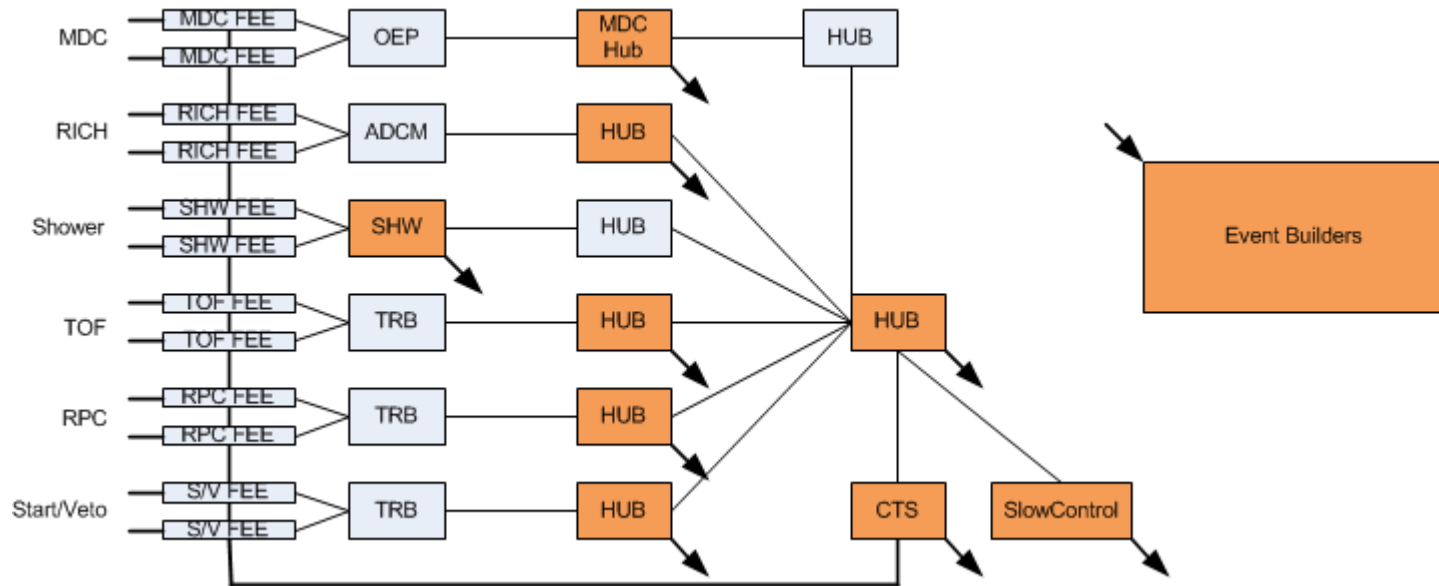 MDC
MDC FEE
MDC FEE
OEP
MDC
Hub
HUB
RICH
RICH FEE
RICH FEE
ADCM
HUB
Shower
SHW FEE
SHW FEE
SHW
HUB
Event Builders
TOF
TOF FEE
TOF FEE
TRB
HUB
HUB
RPC
RPC FEE
RPC FEE
TRB
HUB
Start/Veto
S/V FEE
S/V FEE
TRB
HUB
CTS
SlowControl